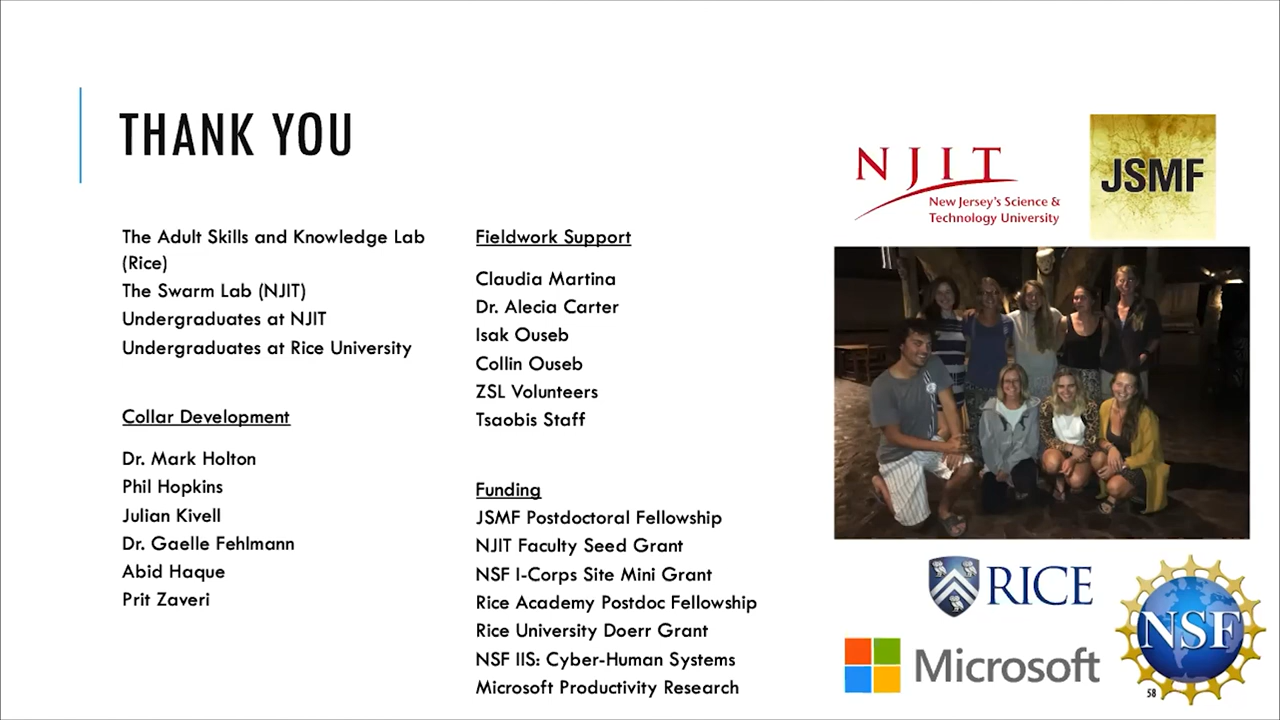 THANK YOU
The Adult Skills and Knowledge Lab
(Rice)
The Swarm Lab (NJIT)
Undergraduates at NJIT
Undergraduates at Rice University
Collar Development
Dr. Mark Holton
Phil Hopkins
Julian Kivell
Dr. Gaelle Fehlmann
Abid Haque
Prit Zaveri
Fieldwork Support
Claudia Martina
Dr. Alecia Carter
Isak Ouseb
Collin Ouseb
ZSL Volunteers
Tsaobis Staff
Funding
JSMF Postdoctoral Fellowship
NJIT Faculty Seed Grant
NSF I-Corps Site Mini Grant
Rice Academy Postdoc Fellowship
Rice University Doerr Grant
NSF IIS: Cyber-Human Systems
Microsoft Productivity Research
NJIT
New Jersey's Science &
Technology University
JSMF
RICE
NSF
Microsoft
58